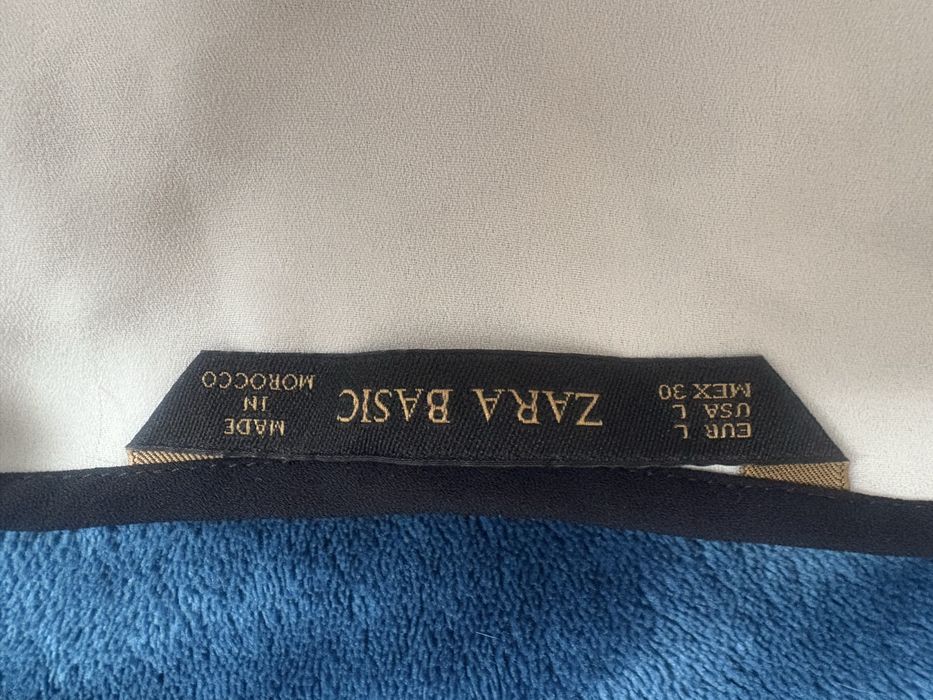 EUR L
USA L
MEX 30
ZARA BASIC
MADE
IN
MOROCCO